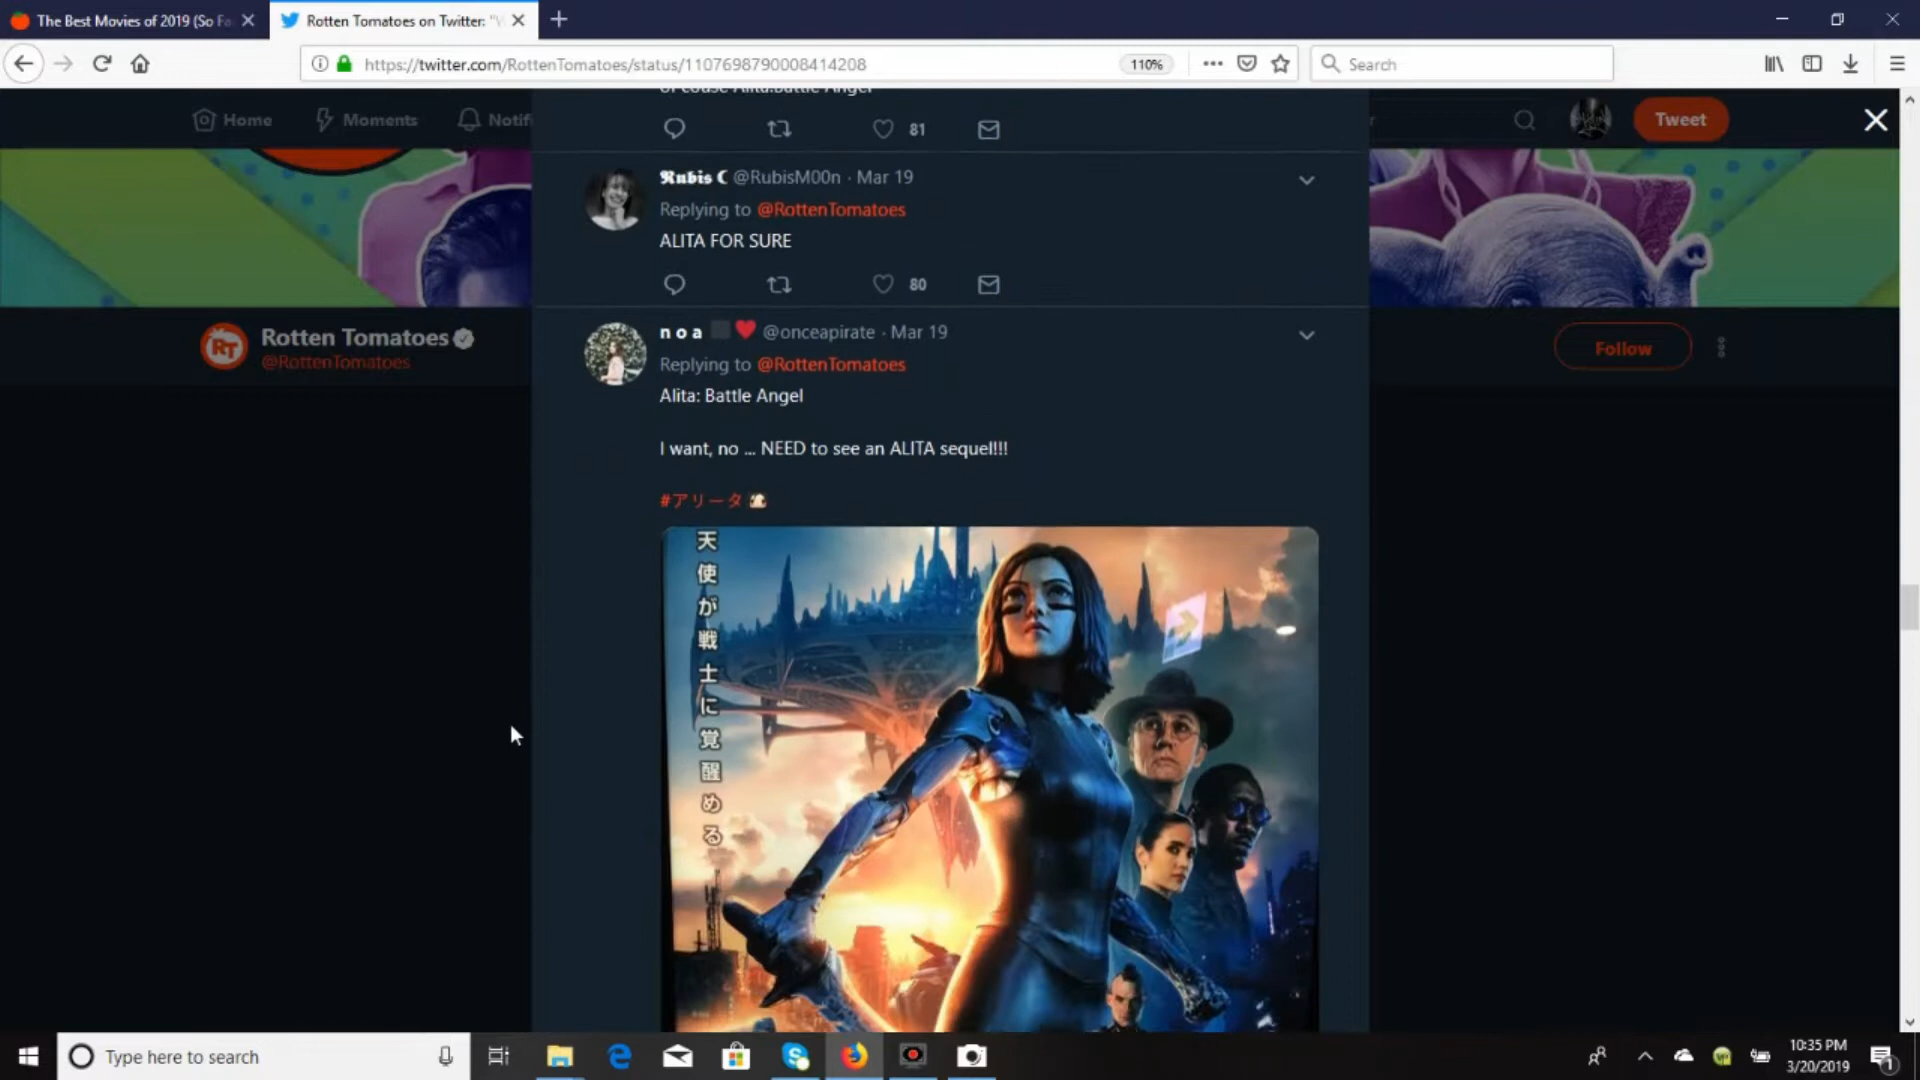 The Best Movies of 2019 (So Fa
Rotten Tomatoes on Twitter: "W
https://twitter.com/RottenTomatoes/status/1107698790008414208
110%
Search
Home
Moments
Notifi
Tweet
of couse Alita:Battle Angel
81
𝕽𝖚𝖇𝖎𝖘 ☾ @RubisM00n · Mar 19
Replying to @RottenTomatoes
ALITA FOR SURE
80
n o a ❤ @onceapirate · Mar 19
Replying to @RottenTomatoes
Alita: Battle Angel
I want, no ... NEED to see an ALITA sequel!!!
#アリータ
Rotten Tomatoes
@RottenTomatoes
RT
Follow
天使が戦士に覚醒める
Type here to search
10:35 PM
3/20/2019
1